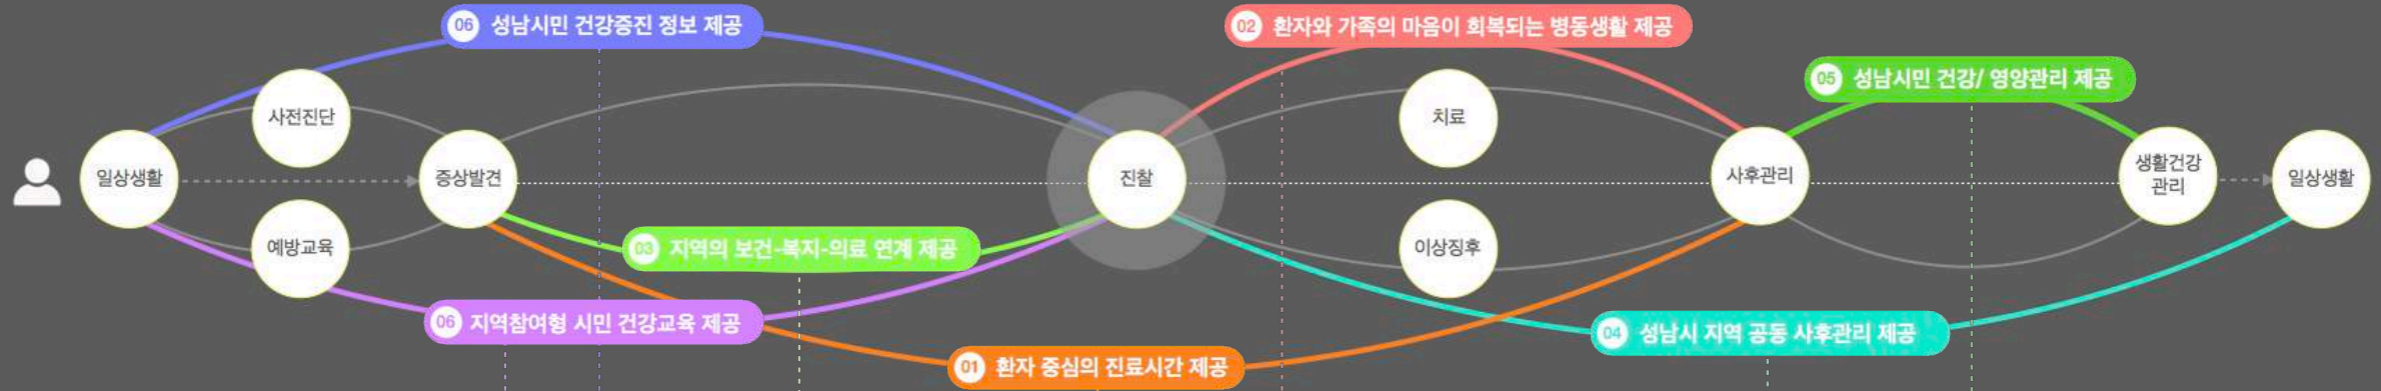 06 성남시민 건강증진 정보 제공
02 환자와 가족의 마음이 회복되는 병동생활 제공
05 성남시민 건강/ 영양관리 제공
사전진단
치료
일상생활
증상발견
진찰
사후관리
생활건강
관리
일상생활
예방교육
이상징후
03 지역의 보건-복지-의료 연계 제공
06 지역참여형 시민 건강교육 제공
04 성남시 지역 공동 사후관리 제공
01 환자 중심의 진료시간 제공